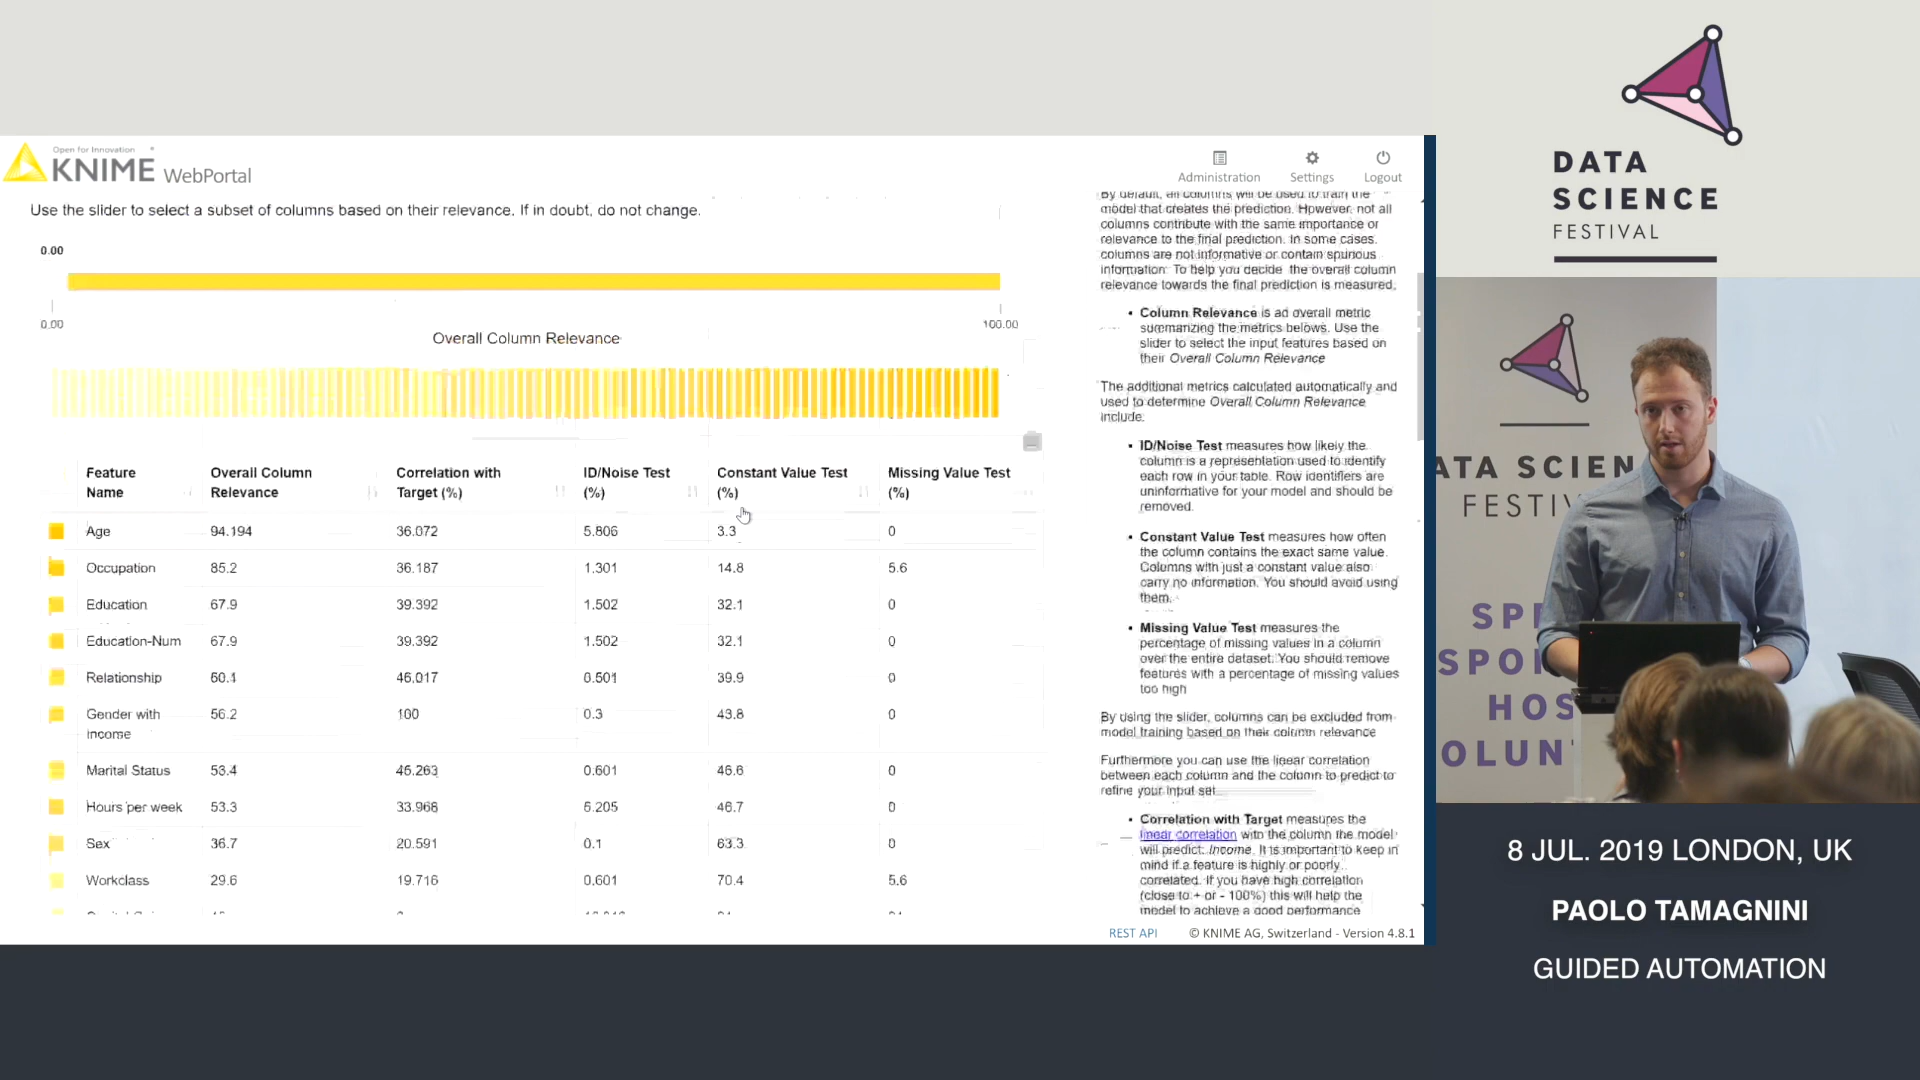 Open for Innovation
KNIME WebPortal
Administration
Settings
Logout
Use the slider to select a subset of columns based on their relevance. If in doubt, do not change.
0.00
0.00
100.00
Overall Column Relevance
Feature Name
Overall Column Relevance
Correlation with Target (%)
ID/Noise Test (%)
Constant Value Test (%)
Missing Value Test (%)
Age 94.194 36.072 5.806 3.3 0
Occupation 85.2 36.187 1.301 14.8 5.6
Education 67.9 39.392 1.502 32.1 0
Education-Num 67.9 39.392 1.502 32.1 0
Relationship 60.1 46.017 0.501 39.9 0
Gender with income 56.2 100 0.3 43.8 0
Marital Status 53.4 46.263 0.601 46.6 0
Hours per week 53.3 33.966 6.205 46.7 0
Sex 36.7 20.591 0.1 63.3 0
Workclass 29.6 19.716 0.601 70.4 5.6
By default, all columns will be used to train the
model that creates the prediction. However, not all
columns contribute with the same importance or
relevance to the final prediction. In some cases,
columns are not informative or contain spurious
information. To help you decide the overall column
relevance towards the final prediction is measured.
• Column Relevance is an overall metric
summarizing the metrics belows. Use the
slider to select the input features based on
their Overall Column Relevance
The additional metrics calculated automatically and
used to determine Overall Column Relevance
include:
• ID/Noise Test measures how likely the
column is a representation used to identify
each row in your table. Row identifiers are
uninformative for your model and should be
removed.
• Constant Value Test measures how often
the column contains the exact same value.
Columns with just a constant value also
carry no information. You should avoid using
them.
• Missing Value Test measures the
percentage of missing values in a column
over the entire dataset. You should remove
features with a percentage of missing values
too high
By using the slider, columns can be excluded from
model training based on their column relevance
Furthermore you can use the linear correlation
between each column and the column to predict to
refine your input set
• Correlation with Target measures the
linear correlation with the column the model
will predict: Income. It is important to keep in
mind if a feature is highly or poorly
correlated. If you have high correlation
(close to + or - 100%) this will help the
model to achieve a good performance
REST API
© KNIME AG, Switzerland - Version 4.8.1
DATA
SCIENCE
FESTIVAL
ATA SCIEN
FESTIV
SP
SPO
HOS
OLUN
8 JUL. 2019 LONDON, UK
PAOLO TAMAGNINI
GUIDED AUTOMATION